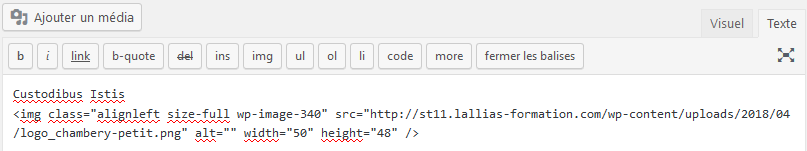 Ajouter un média
Visuel Texte
b i link b-quote del ins img ul ol li code more fermer les balises
Custodibus Istis
<img class="alignleft size-full wp-image-340" src="http://st11.lallias-formation.com/wp-content/uploads/2018/04
/logo_chambery-petit.png" alt="" width="50" height="48" />